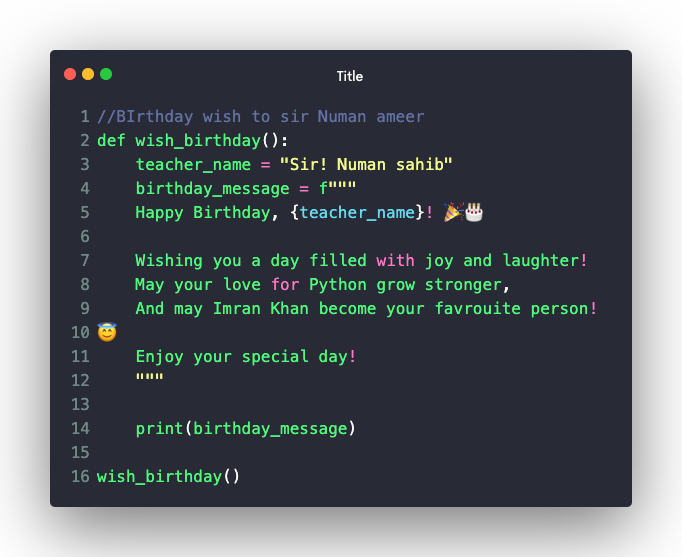 Title
1 //BIrthday wish to sir Numan ameer
2 def wish_birthday():
3     teacher_name = "Sir! Numan sahib"
4     birthday_message = f"""
5     Happy Birthday, {teacher_name}! 🎉🎂
6
7     Wishing you a day filled with joy and laughter!
8     May your love for Python grow stronger,
9     And may Imran Khan become your favrouite person!
10 😇
11     Enjoy your special day!
12     """
13
14     print(birthday_message)
15
16 wish_birthday()